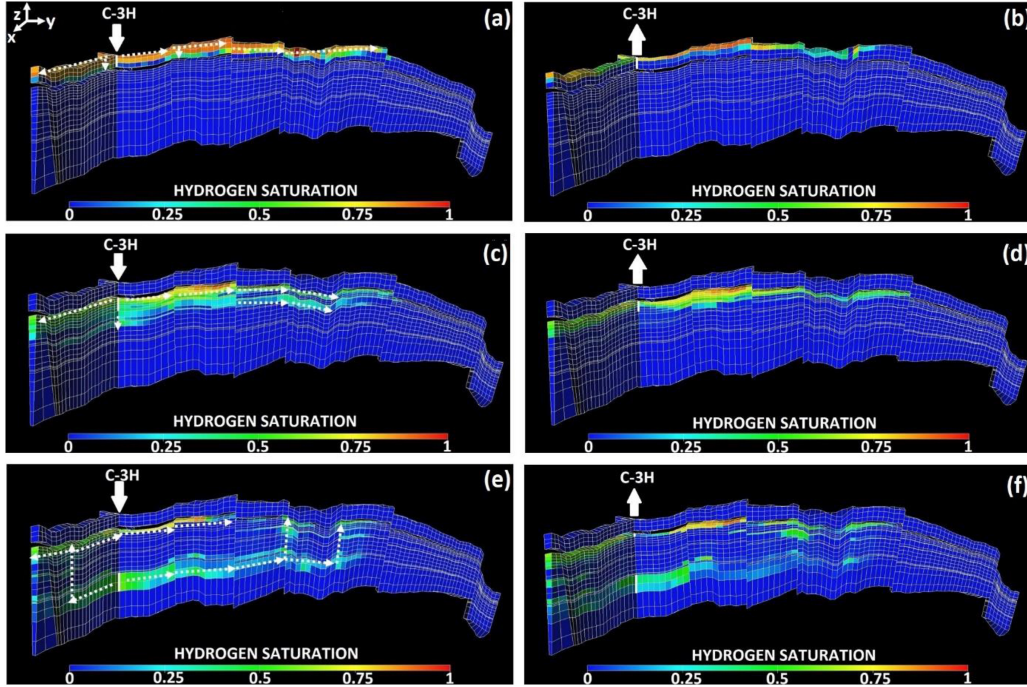 z y x
C-3H
(a)
HYDROGEN SATURATION
0 0.25 0.5 0.75 1
C-3H
(b)
HYDROGEN SATURATION
0 0.25 0.5 0.75 1
C-3H
(c)
HYDROGEN SATURATION
0 0.25 0.5 0.75 1
C-3H
(d)
HYDROGEN SATURATION
0 0.25 0.5 0.75 1
C-3H
(e)
HYDROGEN SATURATION
0 0.25 0.5 0.75 1
C-3H
(f)
HYDROGEN SATURATION
0 0.25 0.5 0.75 1